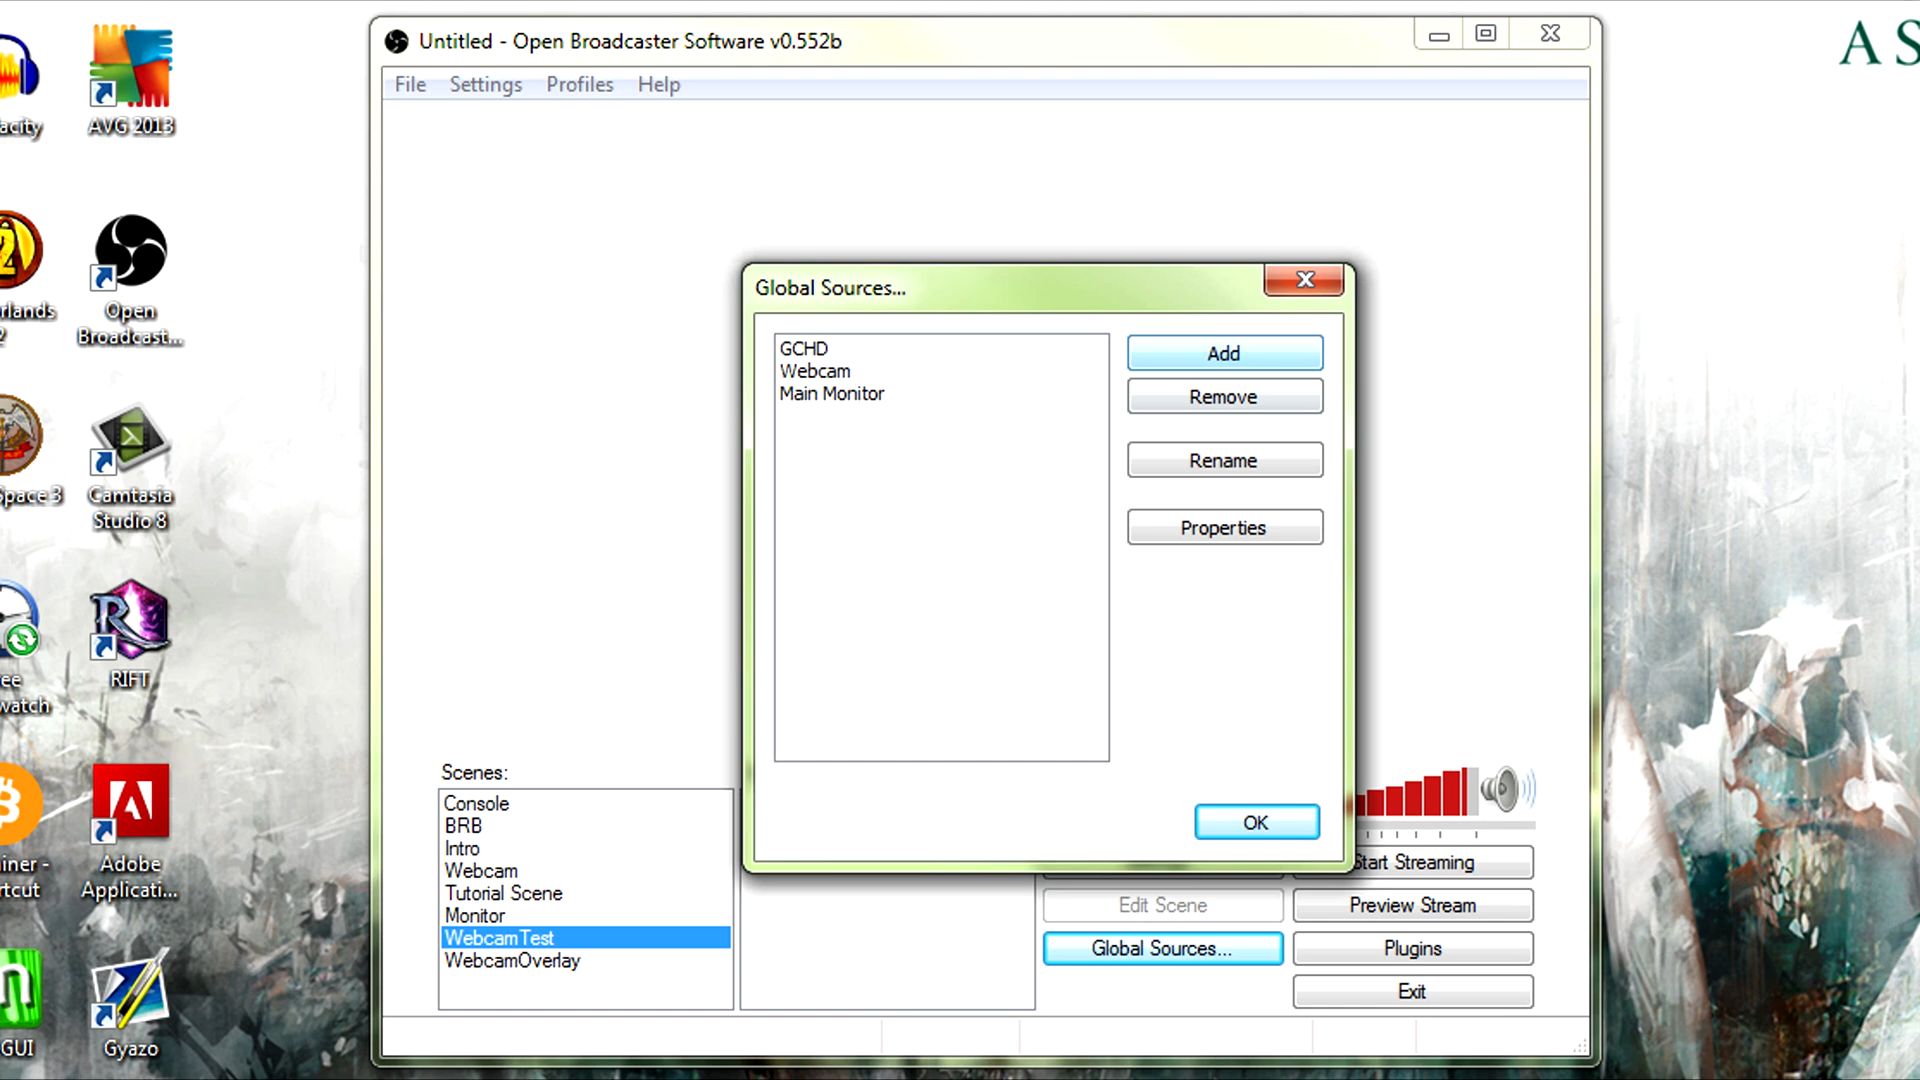 Untitled - Open Broadcaster Software v0.552b
File Settings Profiles Help
A S
acity
AVG 2013
rlands
2
Open
Broadcast...
Space 3
Camtasia
Studio 8
ee
watch
RIFT
iner -
rtcut
Adobe
Applicati...
GUI
Gyazo
Global Sources...
GCHD
Webcam
Main Monitor
Add
Remove
Rename
Properties
OK
Scenes:
Console
BRB
Intro
Webcam
Tutorial Scene
Monitor
WebcamTest
WebcamOverlay
Edit Scene
Global Sources...
Start Streaming
Preview Stream
Plugins
Exit